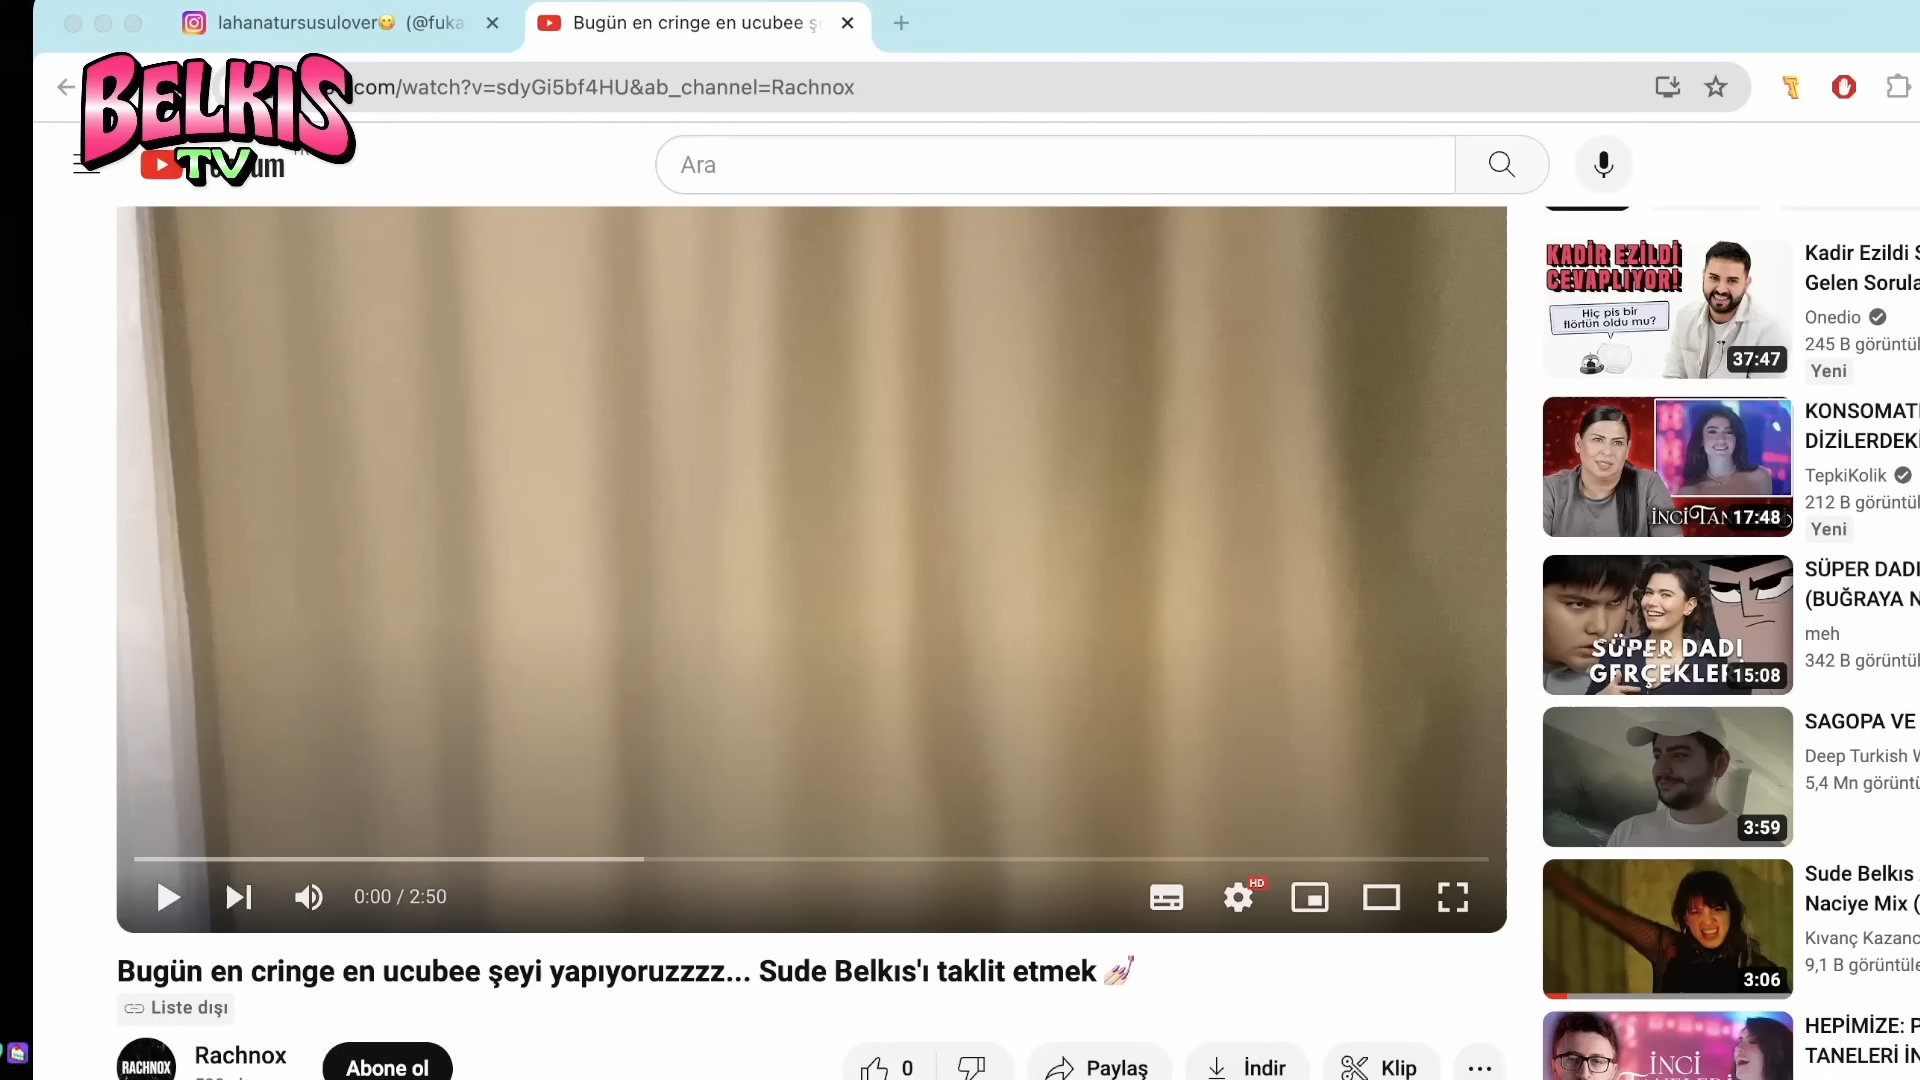 lahanatursusulover😋 (@fuka
Bugün en cringe en ucubee ş
BELKIS
TV
com/watch?v=sdyGi5bf4HU&ab_channel=Rachnox
Ara
KADİR EZİLDİ
CEVAPLIYOR!
Hiç pis bir
flörtün oldu mu?
37:47
Kadir Ezildi S
Gelen Sorula
Onedio
245 B görüntül
Yeni
İNCİ TAN
17:48
KONSOMATİ
DİZİLERDEKİ
TepkiKolik
212 B görüntül
Yeni
SÜPER DADI
GERÇEKLER
15:08
SÜPER DADI
(BUĞRAYA N
meh
342 B görüntül
3:59
SAGOPA VE
Deep Turkish W
5,4 Mn görüntü
3:06
Sude Belkıs
Naciye Mix (
Kıvanç Kazanc
9,1 B görüntüle
İNCİ
TANELERİ
HEPİMİZE: P
TANELERİ İN
0:00 / 2:50
HD
Bugün en cringe en ucubee şeyi yapıyoruzzzz... Sude Belkıs'ı taklit etmek 💅
Liste dışı
RACHNOX
Rachnox
Abone ol
0
Paylaş
İndir
Klip